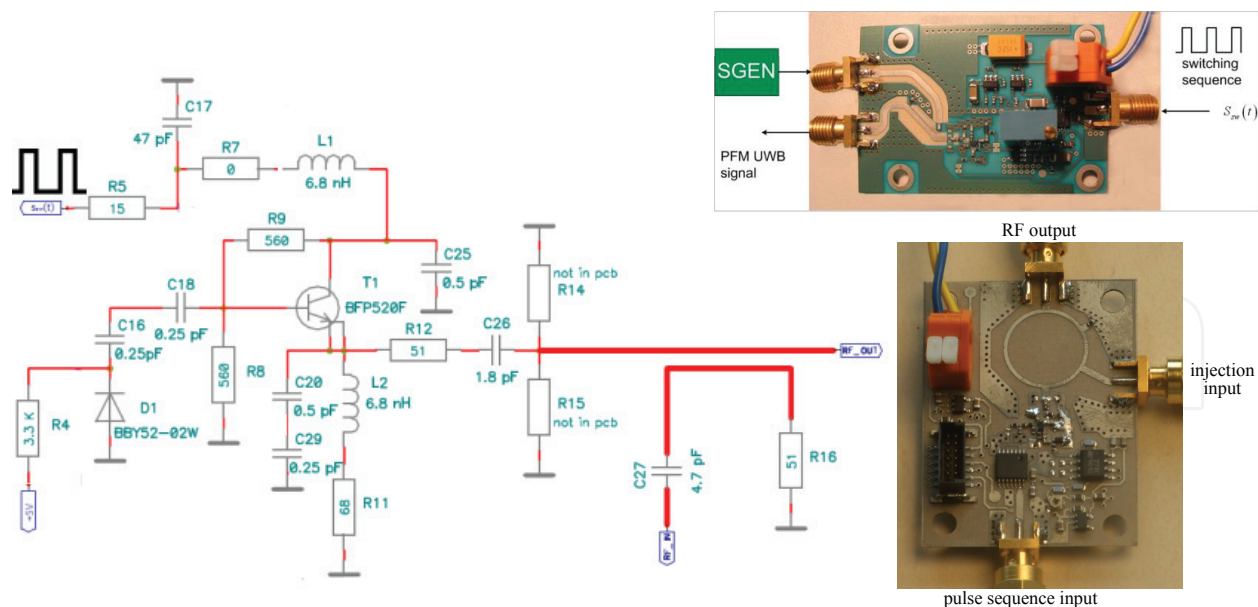 C17
47 pF
R7
0
L1
6.8 nH
R5
15
S_sw(t)
R9
560
C25
0.5 pF
T1
BFP520F
C18
0.25 pF
C16
0.25pF
R8
560
R4
3.3 K
+5V
D1
BBY52-02W
C20
0.5 pF
C29
0.25 pF
L2
6.8 nH
R11
68
R12
51
C26
1.8 pF
not in pcb
R14
R15
not in pcb
RF_OUT
C27
4.7 pF
R16
51
RF_IN
SGEN
PFM UWB
signal
switching
sequence
S_sw(t)
RF output
injection
input
pulse sequence input